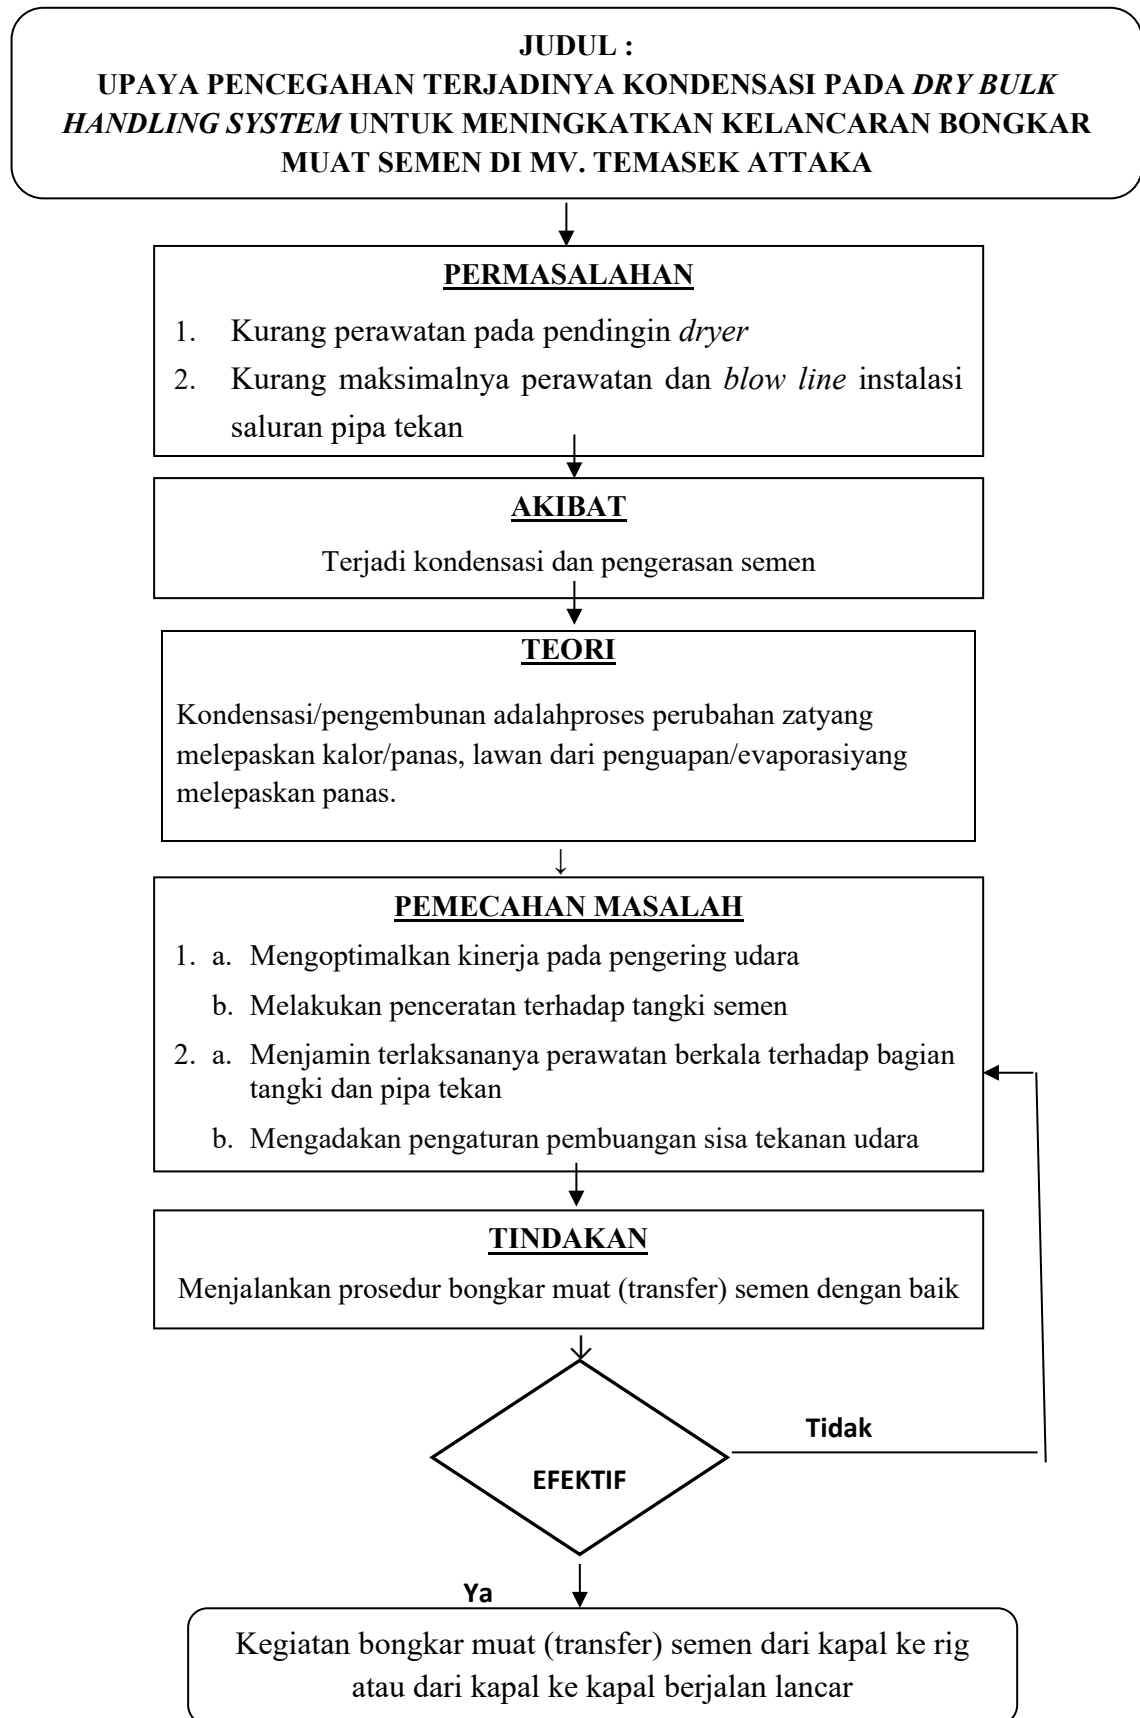 JUDUL :
UPAYA PENCEGAHAN TERJADINYA KONDENSASI PADA DRY BULK
HANDLING SYSTEM UNTUK MENINGKATKAN KELANCARAN BONGKAR
MUAT SEMEN DI MV. TEMASEK ATTAKA
PERMASALAHAN
1. Kurang perawatan pada pendingin dryer
2. Kurang maksimalnya perawatan dan blow line instalasi
saluran pipa tekan
AKIBAT
Terjadi kondensasi dan pengerasan semen
TEORI
Kondensasi/pengembunan adalahproses perubahan zatyang
melepaskan kalor/panas, lawan dari penguapan/evaporasiyang
melepaskan panas.
PEMECAHAN MASALAH
1. a. Mengoptimalkan kinerja pada pengering udara
b. Melakukan penceratan terhadap tangki semen
2. a. Menjamin terlaksananya perawatan berkala terhadap bagian
tangki dan pipa tekan
b. Mengadakan pengaturan pembuangan sisa tekanan udara
TINDAKAN
Menjalankan prosedur bongkar muat (transfer) semen dengan baik
Tidak
EFEKTIF
Ya
Kegiatan bongkar muat (transfer) semen dari kapal ke rig
atau dari kapal ke kapal berjalan lancar